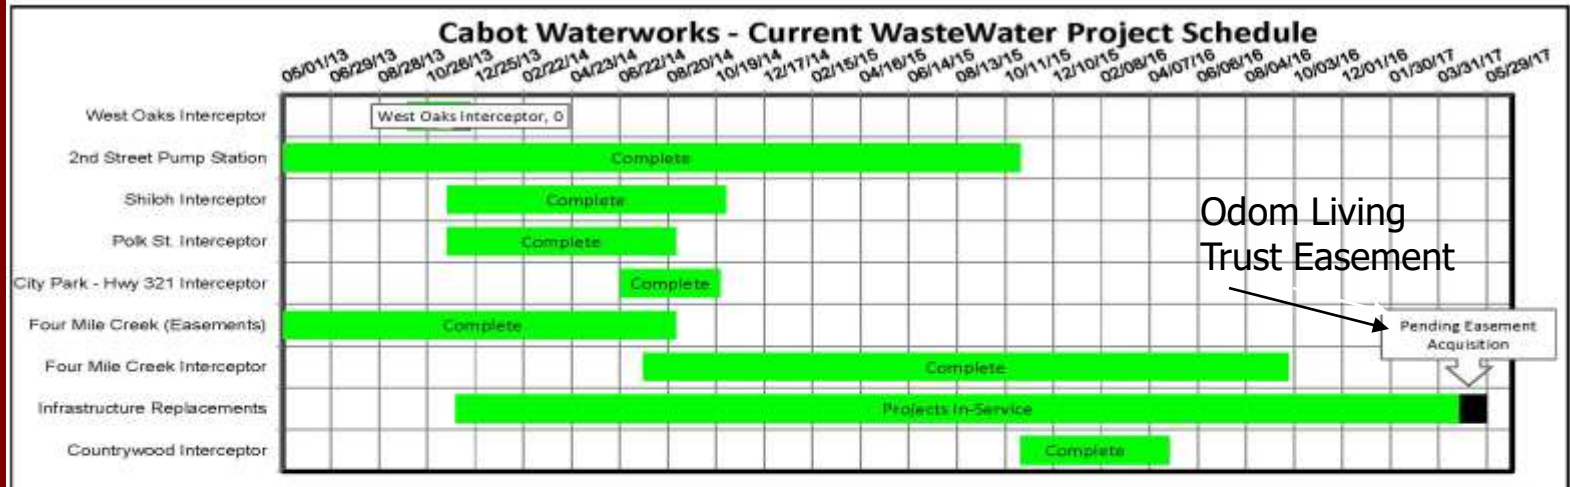 Cabot Waterworks - Current WasteWater Project Schedule
05/01/13
06/29/13
08/28/13
10/26/13
12/25/13
02/22/14
04/23/14
06/22/14
08/20/14
10/19/14
12/17/14
02/15/15
04/16/15
06/14/15
08/13/15
10/11/15
12/10/15
02/08/16
04/07/16
06/06/16
08/04/16
10/03/16
12/01/16
01/30/17
03/31/17
05/29/17
West Oaks Interceptor
West Oaks Interceptor, 0
2nd Street Pump Station
Complete
Shiloh Interceptor
Complete
Odom Living
Trust Easement
Polk St. Interceptor
Complete
City Park - Hwy 321 Interceptor
Complete
Four Mile Creek (Easements)
Complete
Pending Easement
Acquisition
Four Mile Creek Interceptor
Complete
Infrastructure Replacements
Projects In-Service
Countrywood Interceptor
Complete